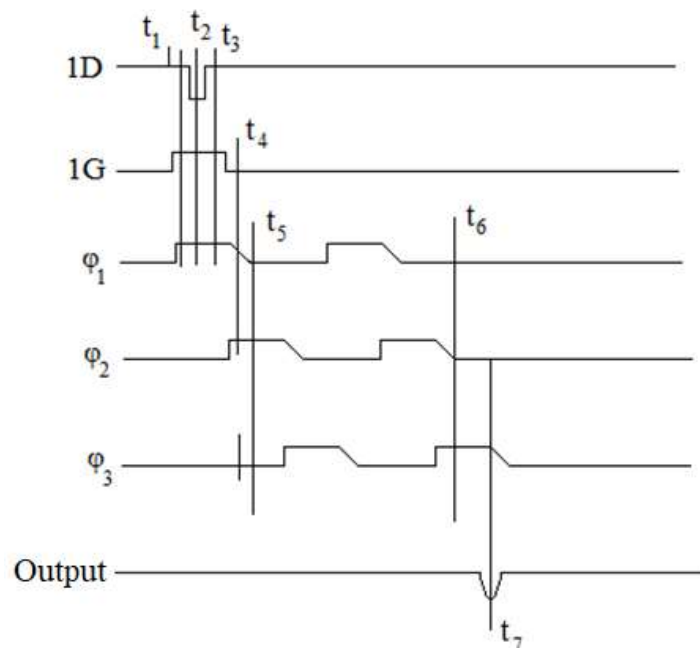 t₁ t₂ t₃
1D
t₄
1G
t₅ t₆
φ₁
φ₂
φ₃
Output
t₇